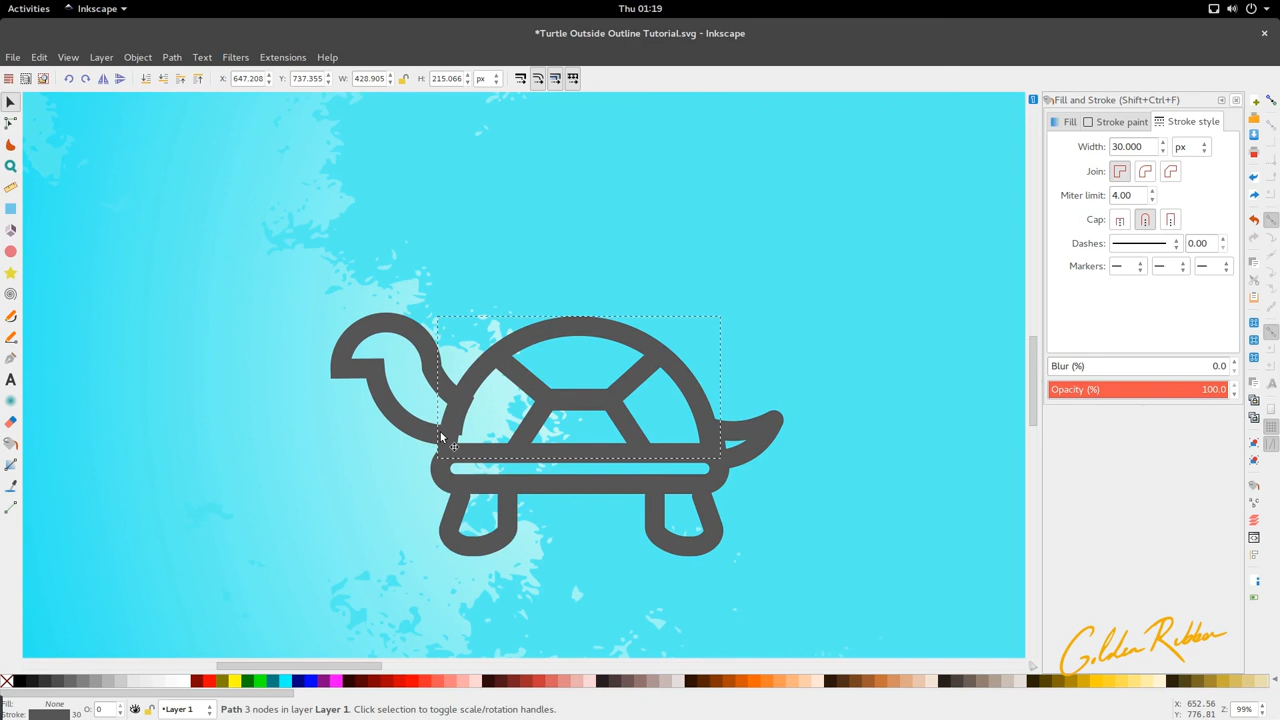 Activities Inkscape Thu 01:19
*Turtle Outside Outline Tutorial.svg - Inkscape
File Edit View Layer Object Path Text Filters Extensions Help
X: 647.208 Y: 737.355 W: 428.905 H: 215.066 px
Fill and Stroke (Shift+Ctrl+F)
Fill Stroke paint Stroke style
Width: 30.000 px
Join:
Miter limit: 4.00
Cap:
Dashes: 0.00
Markers:
Blur (%) 0.0
Opacity (%) 100.0
Golden Ribbon
Fill: None
Stroke: 30 O: 0 •Layer 1 Path 3 nodes in layer Layer 1. Click selection to toggle scale/rotation handles.
X: 652.56
Y: 776.81
Z: 99%